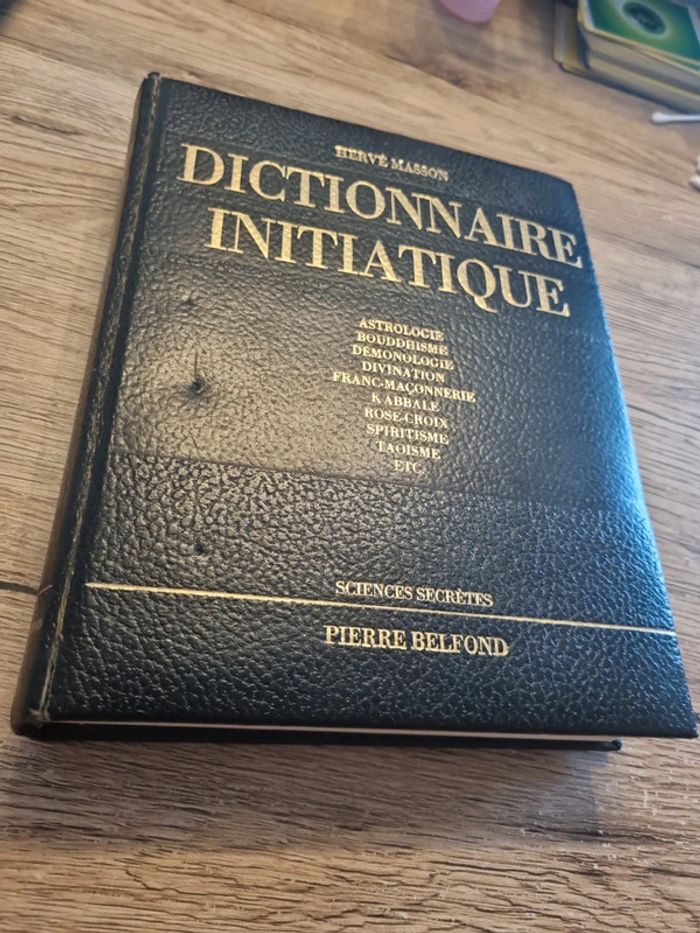 HERVÉ MASSON
DICTIONNAIRE
INITIATIQUE
ASTROLOGIE
BOUDDHISME
DÉMONOLOGIE
DIVINATION
FRANC-MAÇONNERIE
KABBALE
ROSE-CROIX
SPIRITISME
TAOÏSME
ETC.
SCIENCES SECRÈTES
PIERRE BELFOND